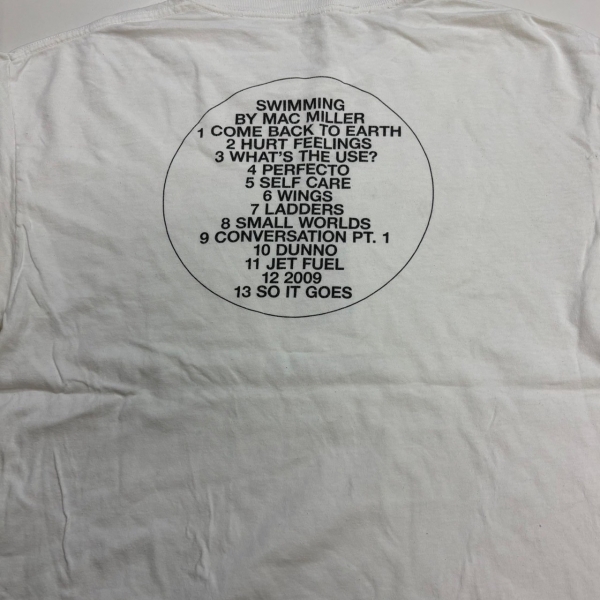 SWIMMING
BY MAC MILLER
1 COME BACK TO EARTH
2 HURT FEELINGS
3 WHAT'S THE USE?
4 PERFECTO
5 SELF CARE
6 WINGS
7 LADDERS
8 SMALL WORLDS
9 CONVERSATION PT. 1
10 DUNNO
11 JET FUEL
12 2009
13 SO IT GOES